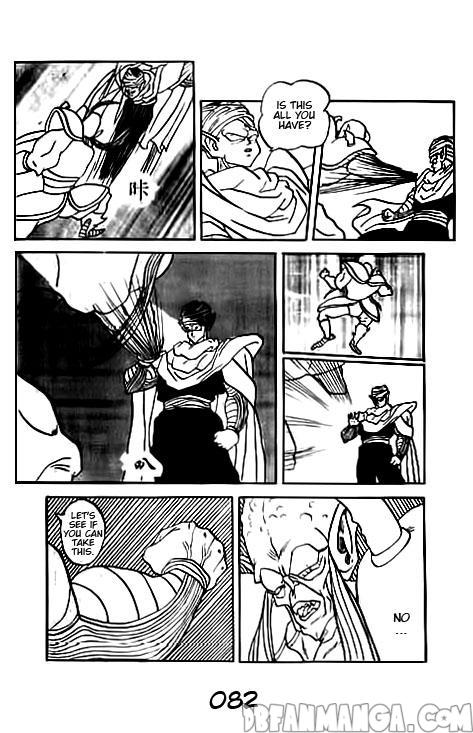 咔
IS THIS
ALL YOU
HAVE?
LET'S
SEE IF
YOU CAN
TAKE
THIS.
NO
...
082
DBFANMANGA.COM